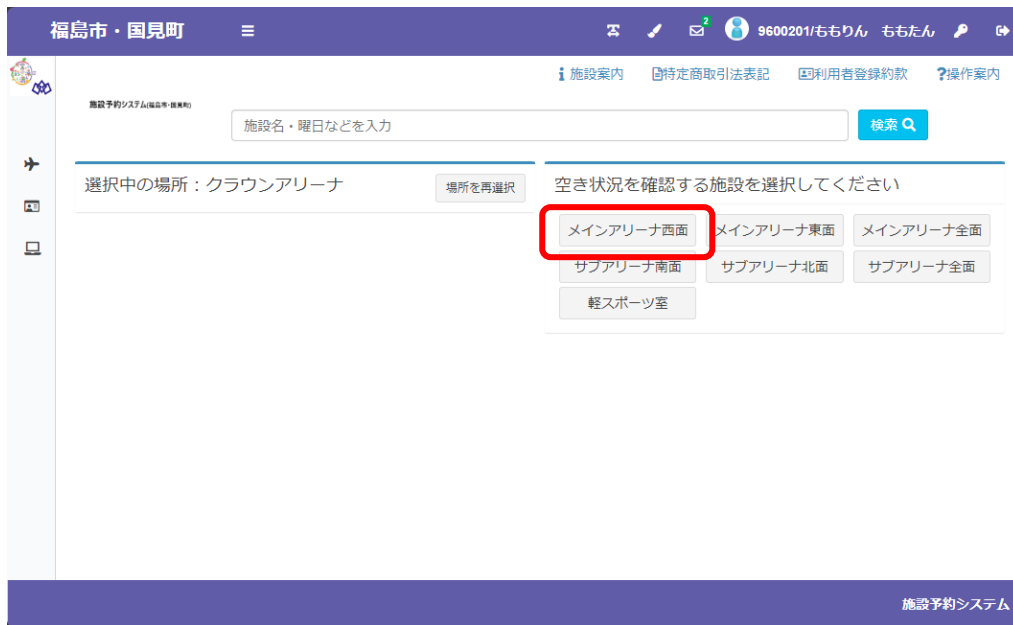 福島市・国見町
2
9600201/ももりん ももたん
施設案内 特定商取引法表記 利用者登録約款 ?操作案内
施設予約システム(福島市・国見町)
施設名・曜日などを入力 検索
選択中の場所：クラウンアリーナ 場所を再選択
空き状況を確認する施設を選択してください
メインアリーナ西面 メインアリーナ東面 メインアリーナ全面
サブアリーナ南面 サブアリーナ北面 サブアリーナ全面
軽スポーツ室
施設予約システム